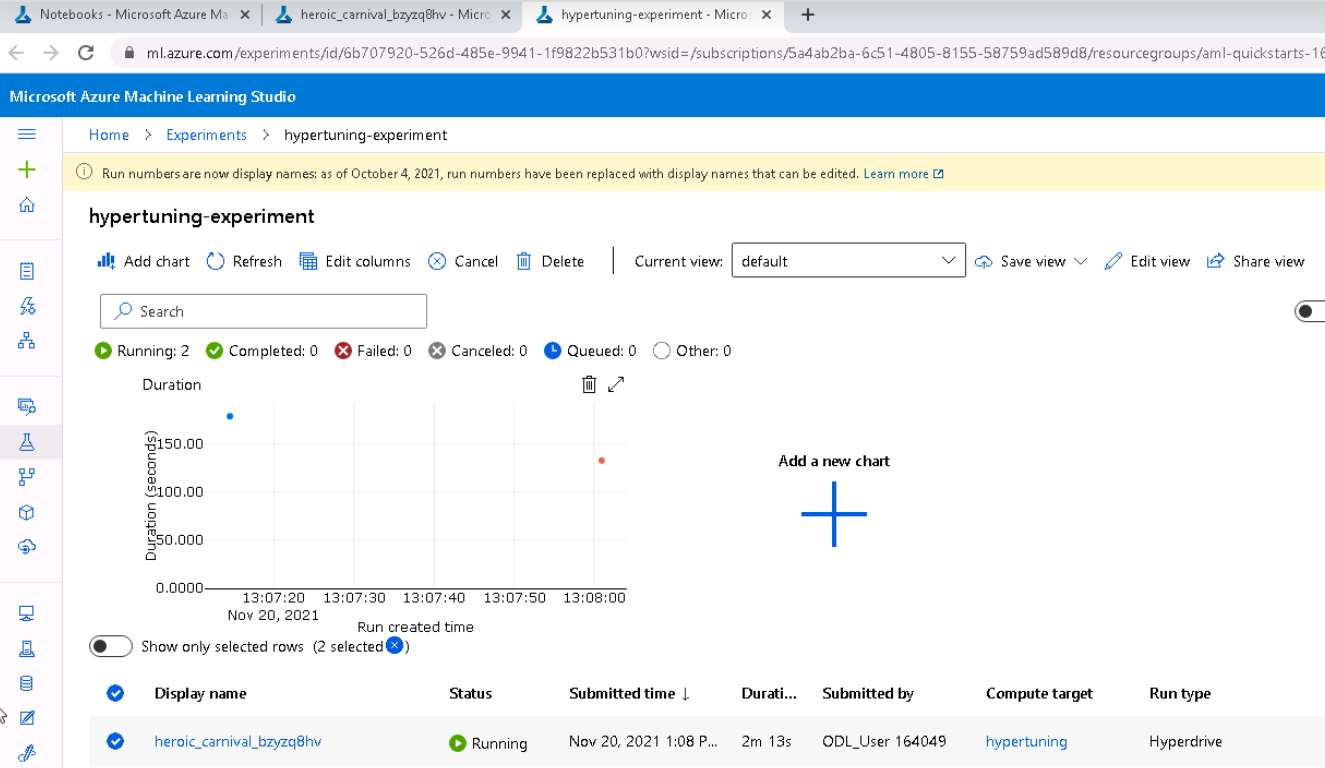 Notebooks - Microsoft Azure Ma
heroic_carnival_bzyzq8hv - Micro
hypertuning-experiment - Micros
ml.azure.com/experiments/id/6b707920-526d-485e-9941-1f9822b531b0?wsid=/subscriptions/5a4ab2ba-6c51-4805-8155-58759ad589d8/resourcegroups/aml-quickstarts-16
Microsoft Azure Machine Learning Studio
Home > Experiments > hypertuning-experiment
Run numbers are now display names: as of October 4, 2021, run numbers have been replaced with display names that can be edited. Learn more
hypertuning-experiment
Add chart Refresh Edit columns Cancel Delete Current view: default Save view Edit view Share view
Search
Running: 2 Completed: 0 Failed: 0 Canceled: 0 Queued: 0 Other: 0
Duration
Duration (seconds)
150.00
100.00
50.000
0.0000
13:07:20 13:07:30 13:07:40 13:07:50 13:08:00
Nov 20, 2021
Run created time
Add a new chart
Show only selected rows (2 selected )
Display name Status Submitted time ↓ Durati... Submitted by Compute target Run type
heroic_carnival_bzyzq8hv Running Nov 20, 2021 1:08 P... 2m 13s ODL_User 164049 hypertuning Hyperdrive